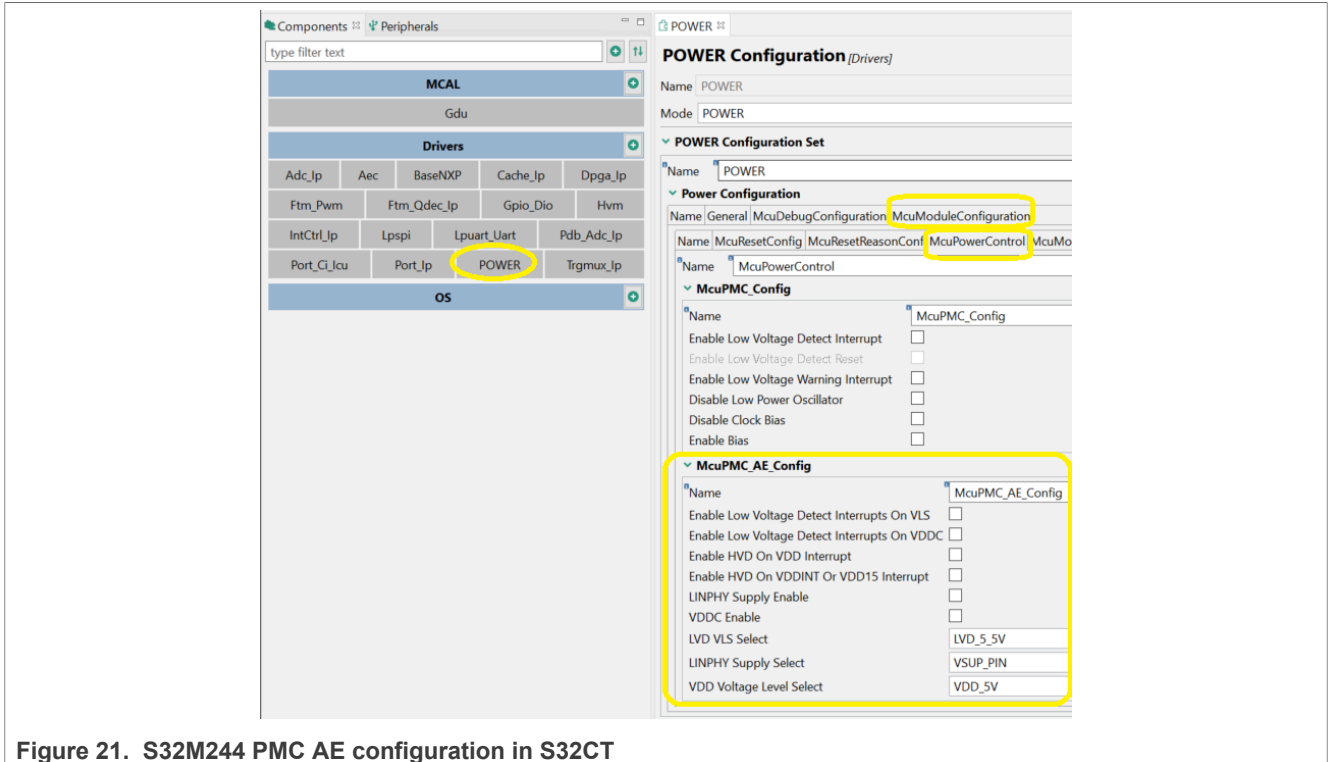 Components Peripherals
type filter text
MCAL
Gdu
Drivers
Adc_Ip Aec BaseNXP Cache_Ip Dpga_Ip
Ftm_Pwm Ftm_Qdec_Ip Gpio_Dio Hvm
IntCtrl_Ip Lpspi Lpuart_Uart Pdb_Adc_Ip
Port_Ci_Icu Port_Ip POWER Trgmux_Ip
OS
POWER
POWER Configuration [Drivers]
Name POWER
Mode POWER
POWER Configuration Set
Name POWER
Power Configuration
Name General McuDebugConfiguration McuModuleConfiguration
Name McuResetConfig McuResetReasonConf McuPowerControl McuMo
Name McuPowerControl
McuPMC_Config
Name McuPMC_Config
Enable Low Voltage Detect Interrupt
Enable Low Voltage Detect Reset
Enable Low Voltage Warning Interrupt
Disable Low Power Oscillator
Disable Clock Bias
Enable Bias
McuPMC_AE_Config
Name McuPMC_AE_Config
Enable Low Voltage Detect Interrupts On VLS
Enable Low Voltage Detect Interrupts On VDDC
Enable HVD On VDD Interrupt
Enable HVD On VDDINT Or VDD15 Interrupt
LINPHY Supply Enable
VDDC Enable
LVD VLS Select LVD_5_5V
LINPHY Supply Select VSUP_PIN
VDD Voltage Level Select VDD_5V
Figure 21. S32M244 PMC AE configuration in S32CT